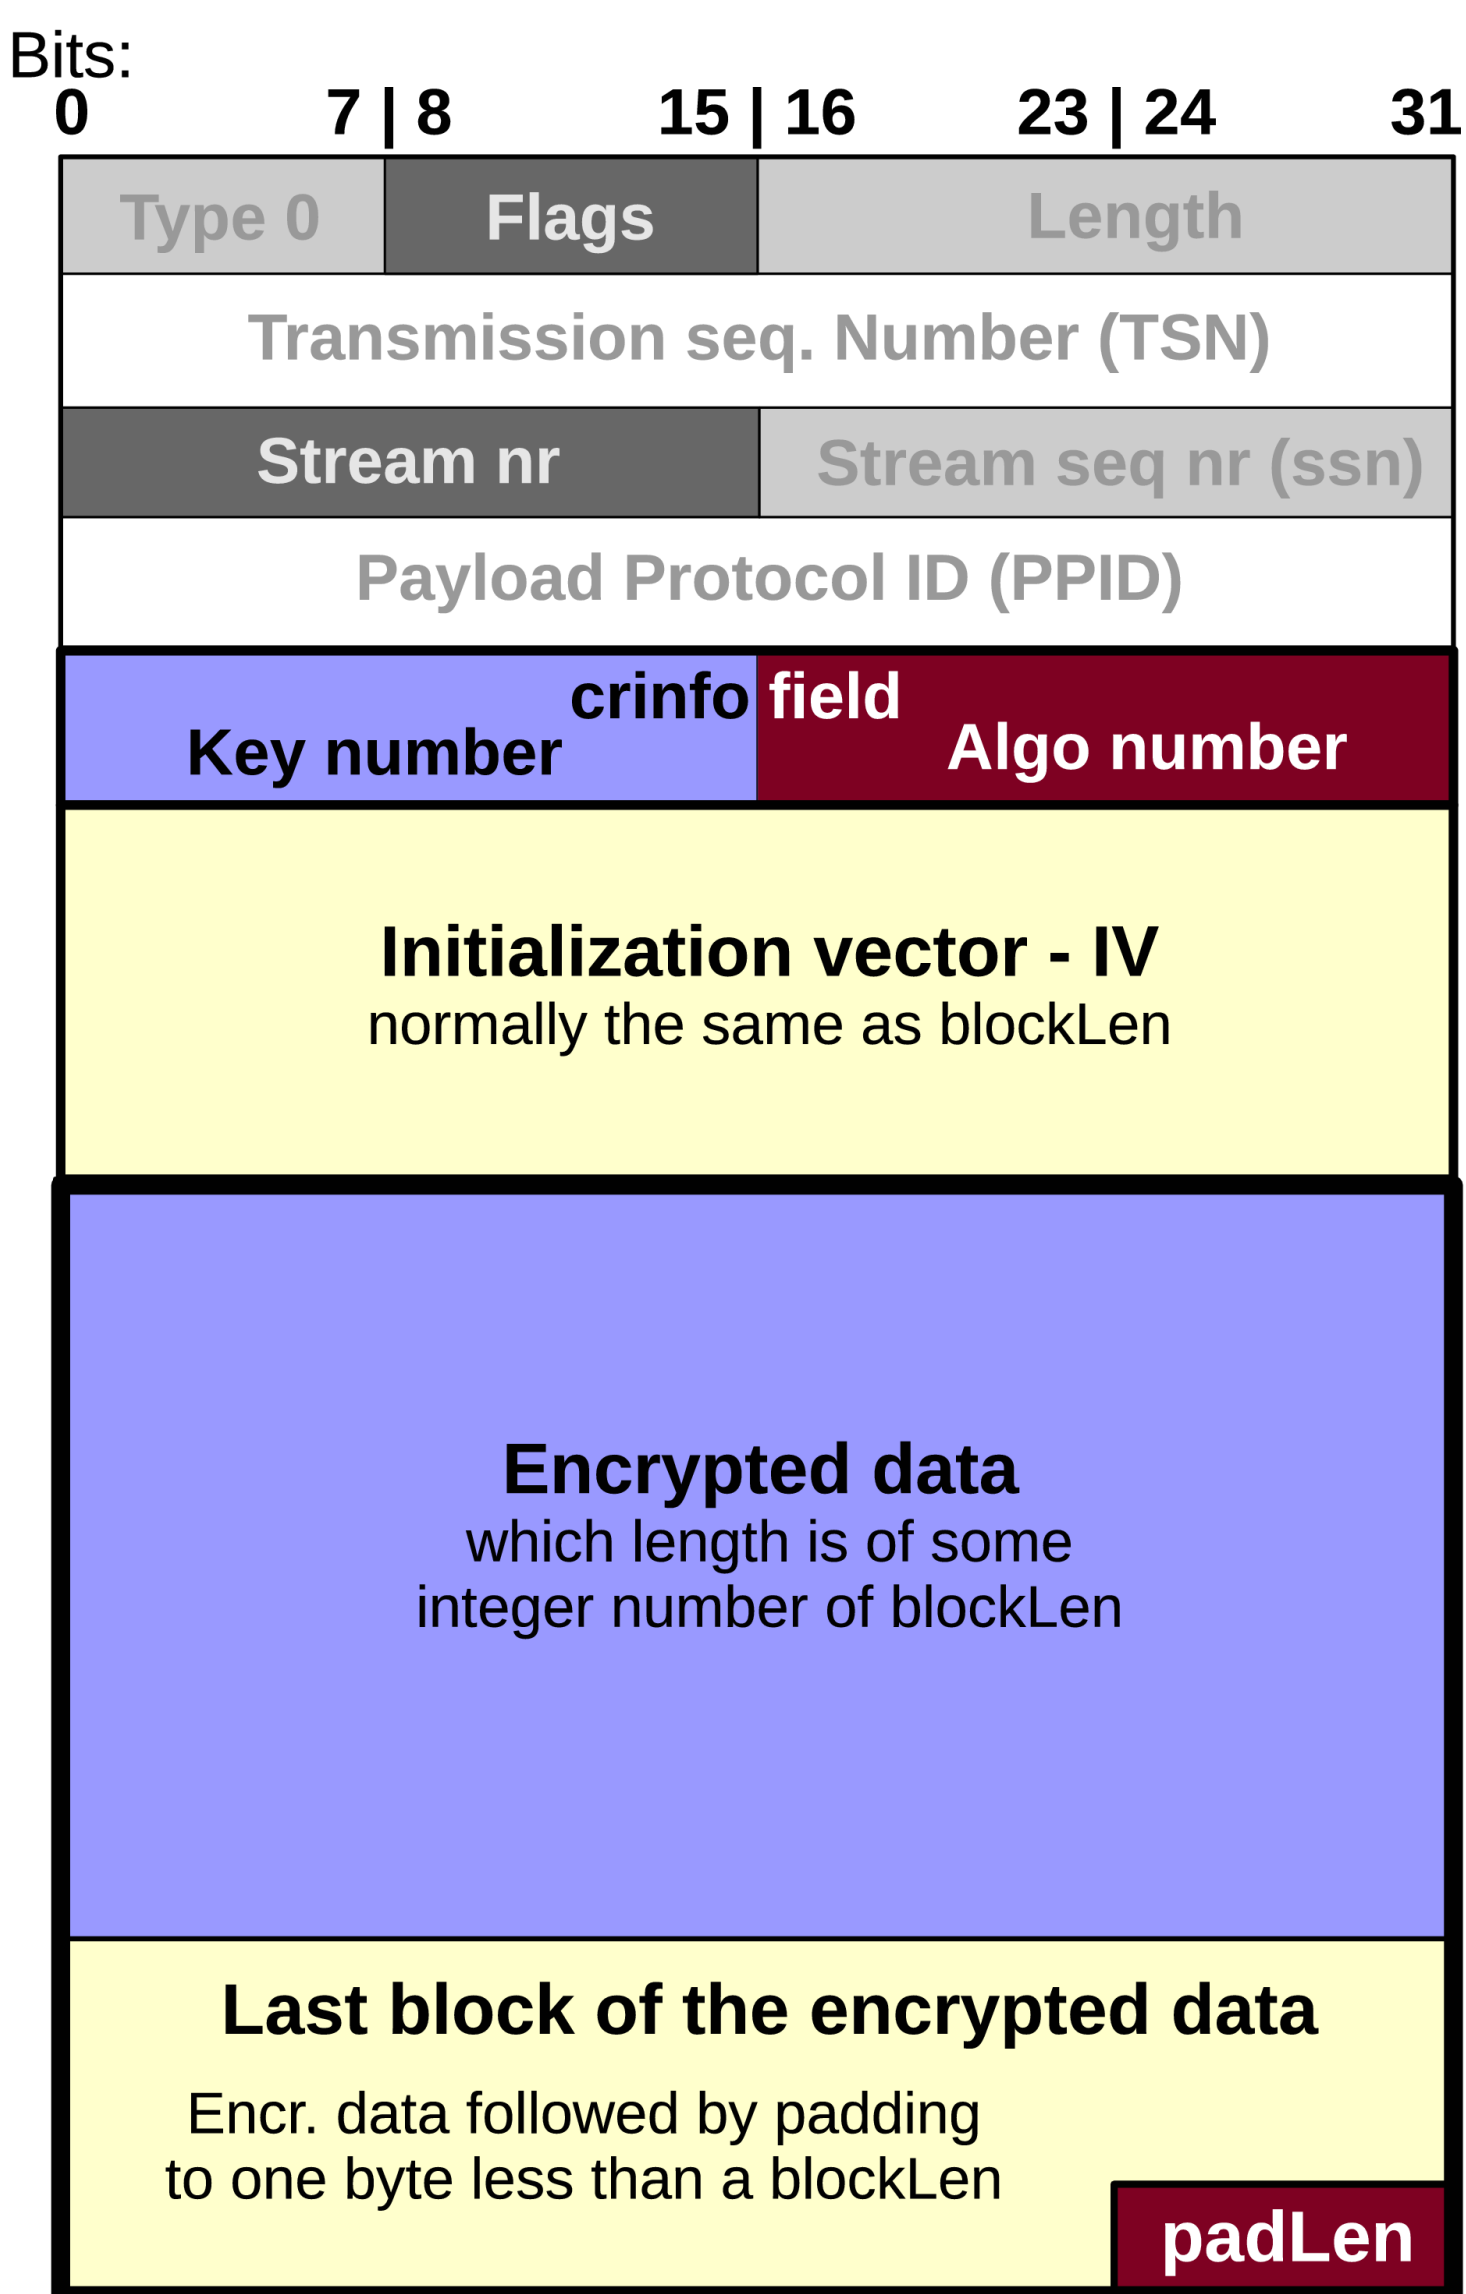 Bits:
0 7 | 8 15 | 16 23 | 24 31
Type 0 Flags Length
Transmission seq. Number (TSN)
Stream nr Stream seq nr (ssn)
Payload Protocol ID (PPID)
crinfo field
Key number Algo number
Initialization vector - IV
normally the same as blockLen
Encrypted data
which length is of some
integer number of blockLen
Last block of the encrypted data
Encr. data followed by padding
to one byte less than a blockLen
padLen